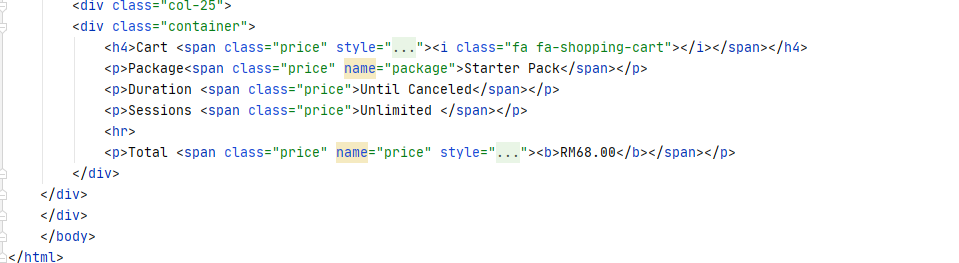 <div class="col-25">
<div class="container">
<h4>Cart <span class="price" style="..."><i class="fa fa-shopping-cart"></i></span></h4>
<p>Package<span class="price" name="package">Starter Pack</span></p>
<p>Duration <span class="price">Until Canceled</span></p>
<p>Sessions <span class="price">Unlimited </span></p>
<hr>
<p>Total <span class="price" name="price" style="..."><b>RM68.00</b></span></p>
</div>
</div>
</div>
</body>
</html>